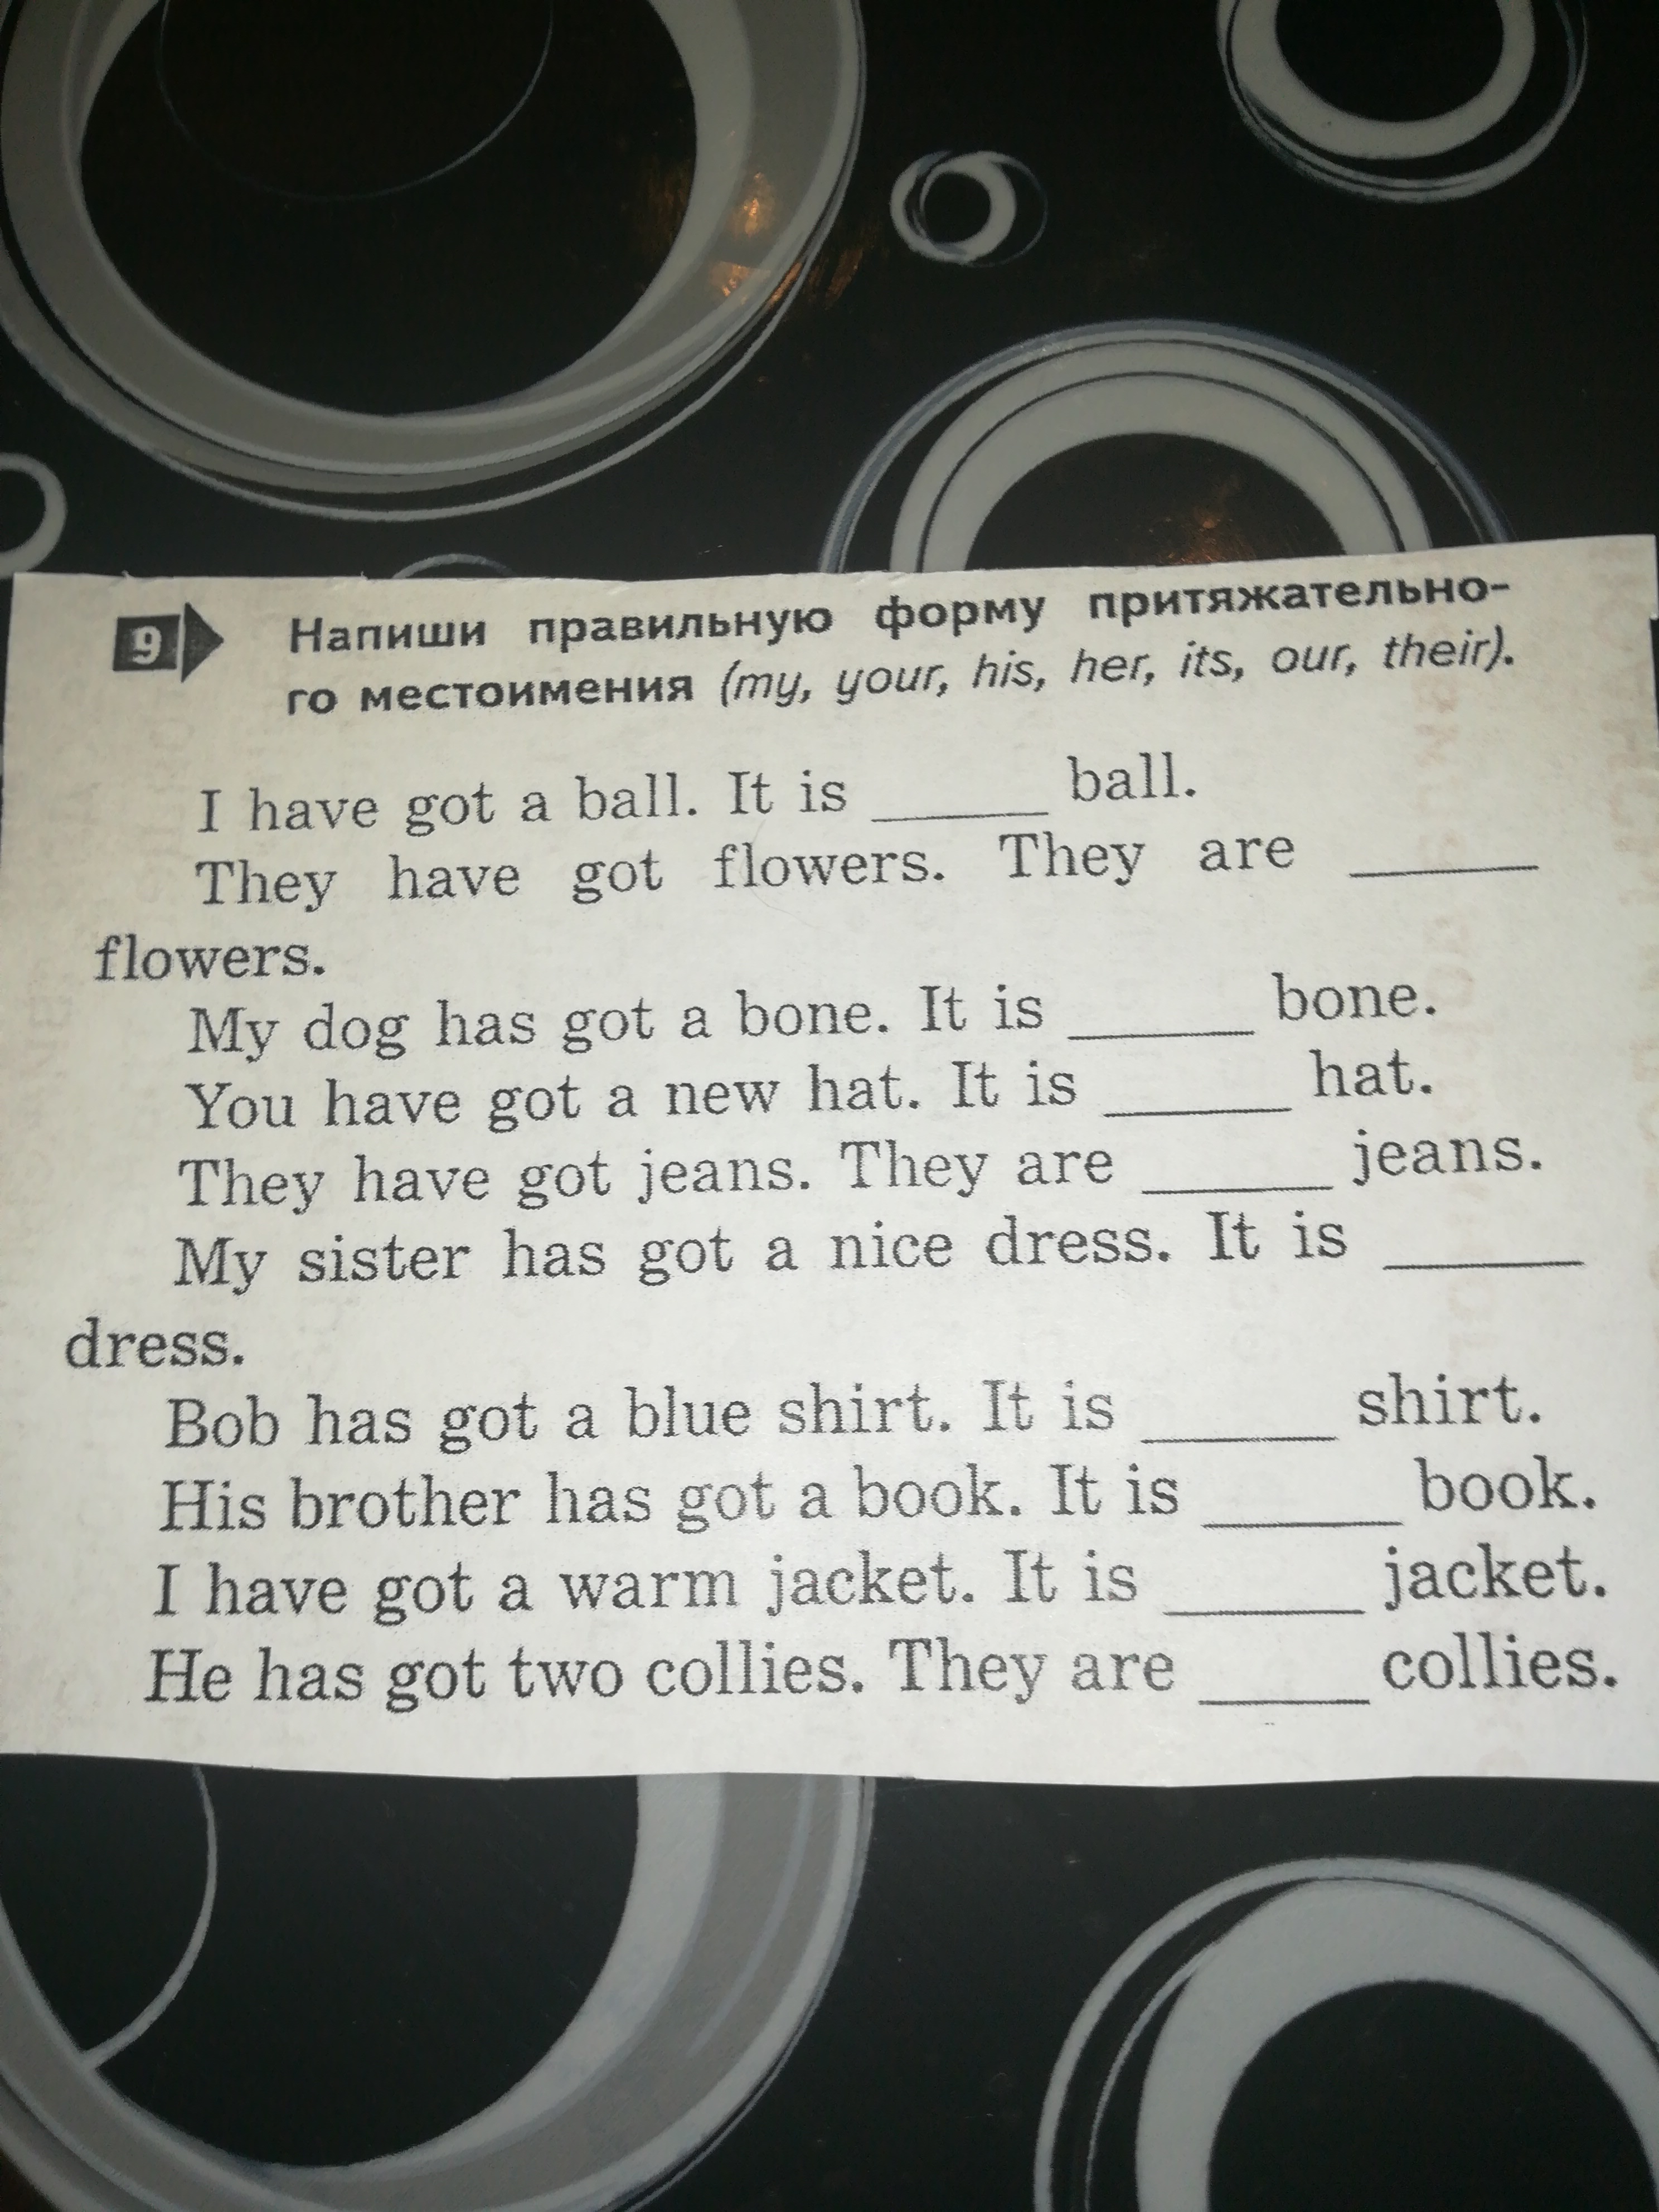 9 Напиши правильную форму притяжательно-
го местоимения (my, your, his, her, its, our, their).
I have got a ball. It is _____ ball.
They have got flowers. They are _____
flowers.
My dog has got a bone. It is _____ bone.
You have got a new hat. It is _____ hat.
They have got jeans. They are _____ jeans.
My sister has got a nice dress. It is _____
dress.
Bob has got a blue shirt. It is _____ shirt.
His brother has got a book. It is _____ book.
I have got a warm jacket. It is _____ jacket.
He has got two collies. They are _____ collies.